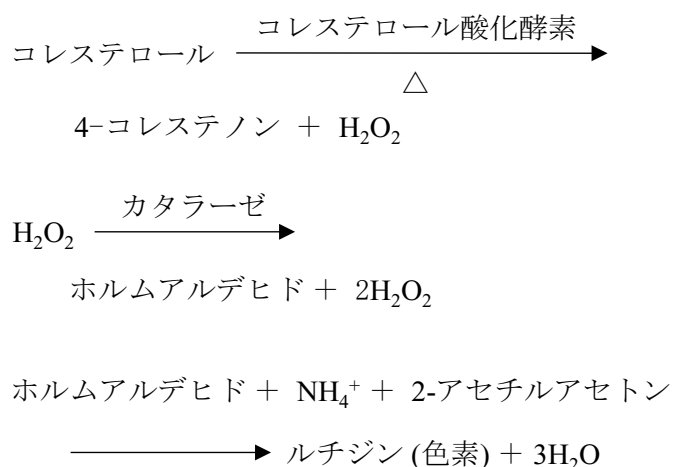 コレステロール酸化酵素
コレステロール
△
4-コレステノン + H₂O₂
カタラーゼ
H₂O₂
ホルムアルデヒド + 2H₂O₂
ホルムアルデヒド + NH₄⁺ + 2-アセチルアセトン
ルチジン (色素) + 3H₂O